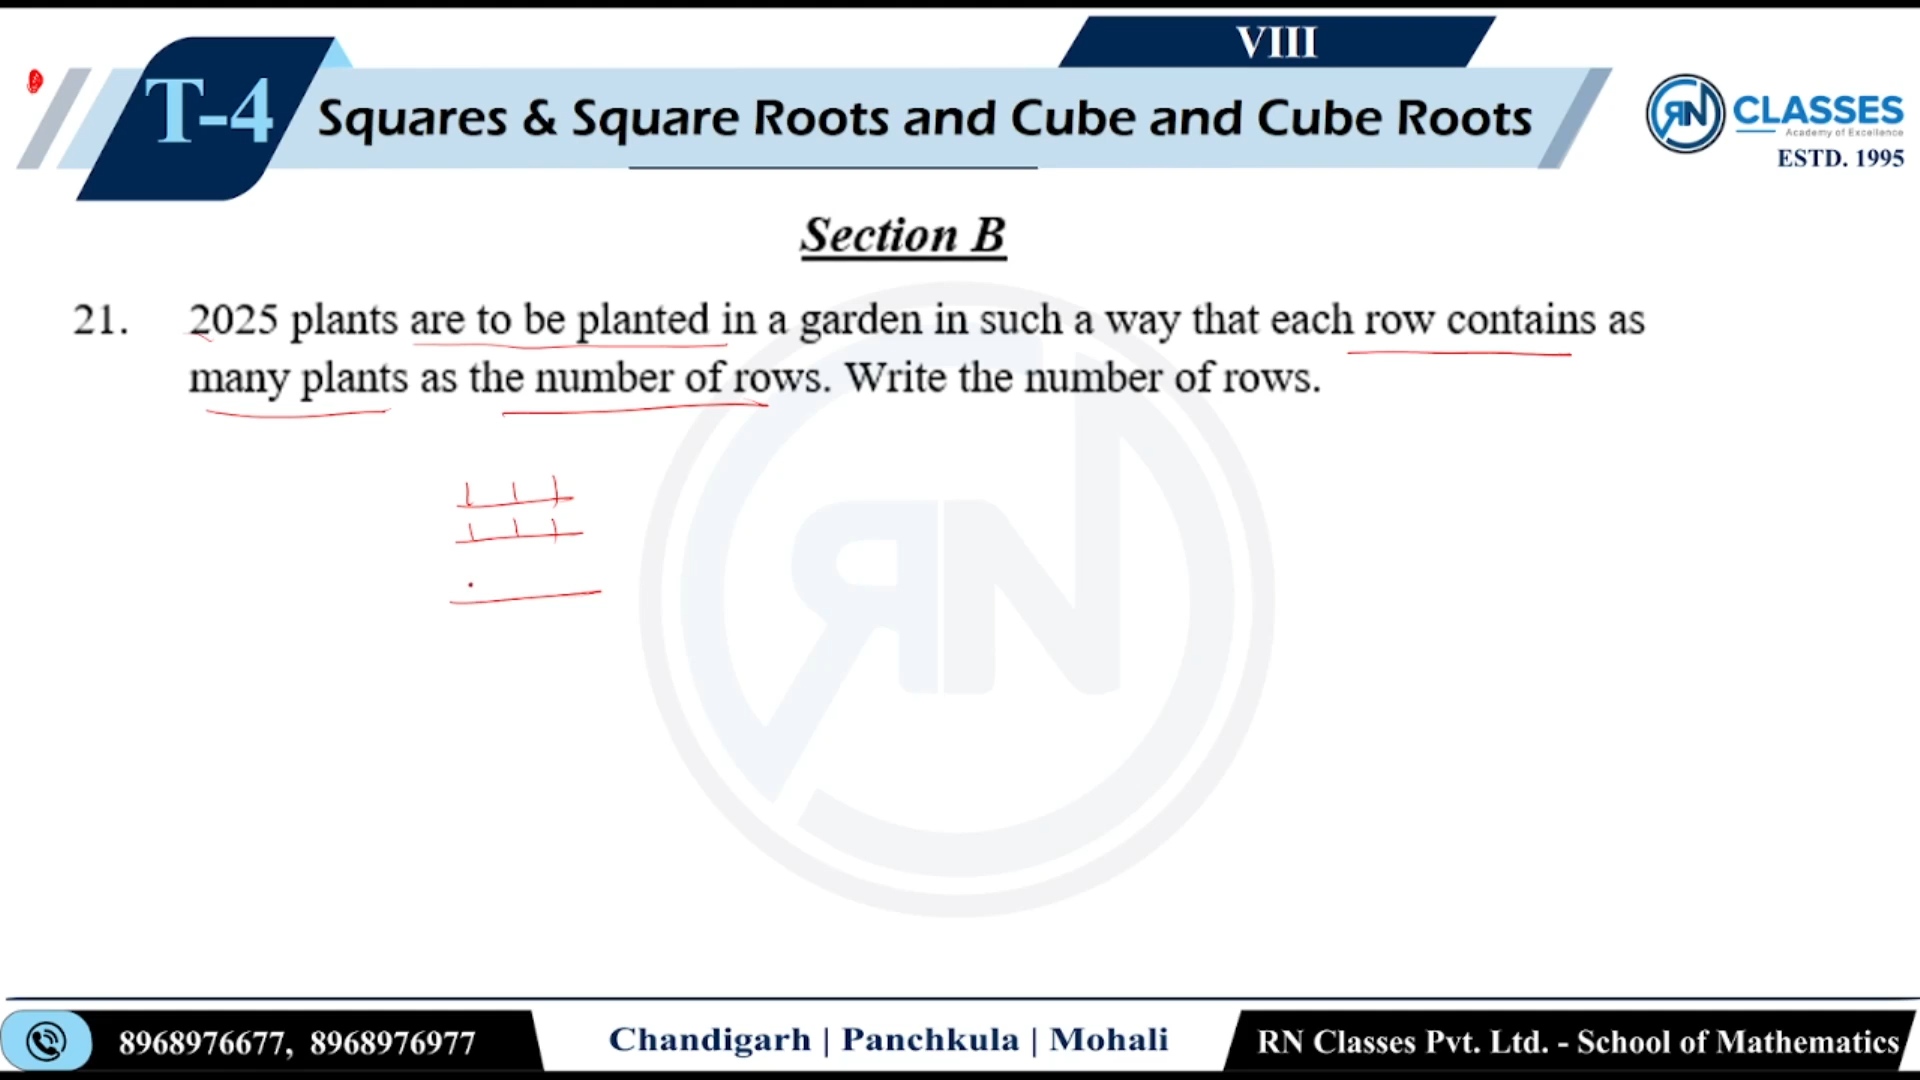 VIII
T-4 Squares & Square Roots and Cube and Cube Roots
RN CLASSES
Academy of Excellence
ESTD. 1995
Section B
21. 2025 plants are to be planted in a garden in such a way that each row contains as
many plants as the number of rows. Write the number of rows.
RN
8968976677, 8968976977
Chandigarh | Panchkula | Mohali
RN Classes Pvt. Ltd. - School of Mathematics